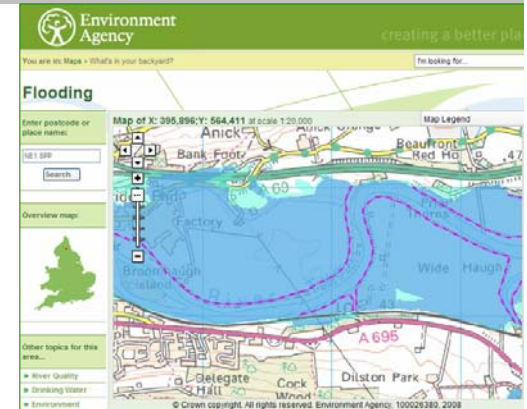 Environment
Agency
creating a better pla
You are in: Maps > What's in your backyard?
I'm looking for...
Flooding
Enter postcode or
place name:
Map of X: 395,896; Y: 564,411 at scale 1:20,000
Map Legend
Search
Overview map:
Other topics for this
area...
» River Quality
» Drinking Water
» Environment
Anick
Anick Grange
Bank Foot
Beaufront
Red Ho
A 69
Factory
Broomhaugh
Island
Thorns
Wide Haugh
A 695
Delegate
Hall
Cock
Wood
Dilston Park
© Crown copyright. All rights reserved. Environment Agency, 100026380, 2008